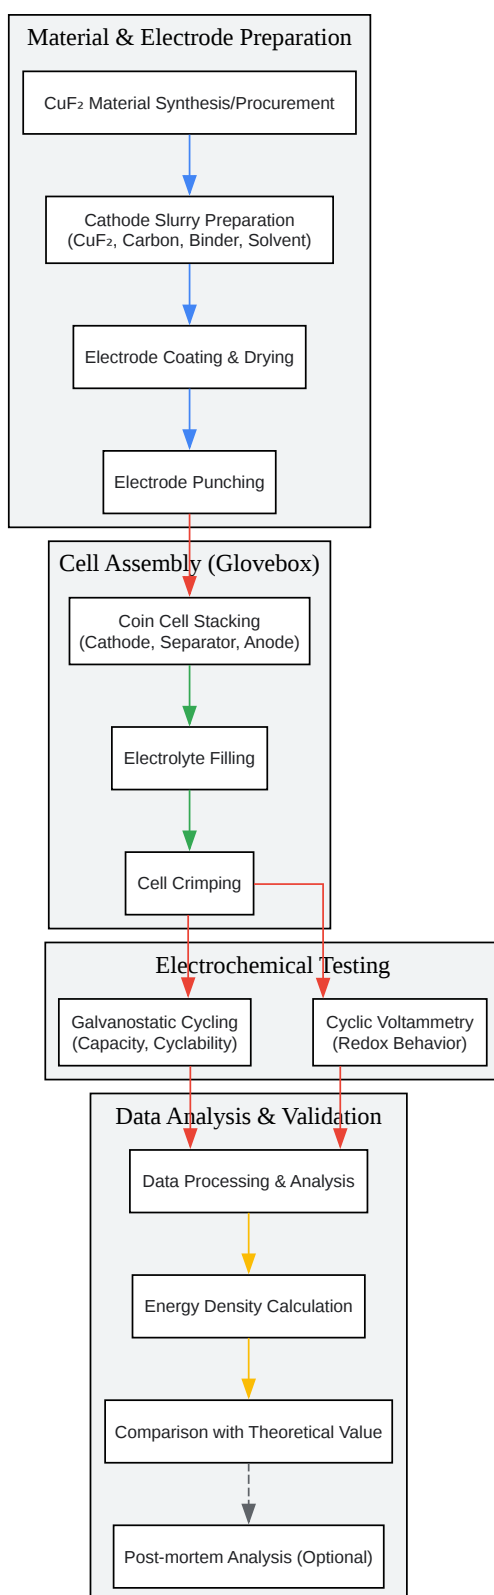 Material & Electrode Preparation
CuF₂ Material Synthesis/Procurement
Cathode Slurry Preparation
(CuF₂, Carbon, Binder, Solvent)
Electrode Coating & Drying
Electrode Punching
Cell Assembly (Glovebox)
Coin Cell Stacking
(Cathode, Separator, Anode)
Electrolyte Filling
Cell Crimping
Electrochemical Testing
Galvanostatic Cycling
(Capacity, Cyclability)
Cyclic Voltammetry
(Redox Behavior)
Data Analysis & Validation
Data Processing & Analysis
Energy Density Calculation
Comparison with Theoretical Value
Post-mortem Analysis (Optional)